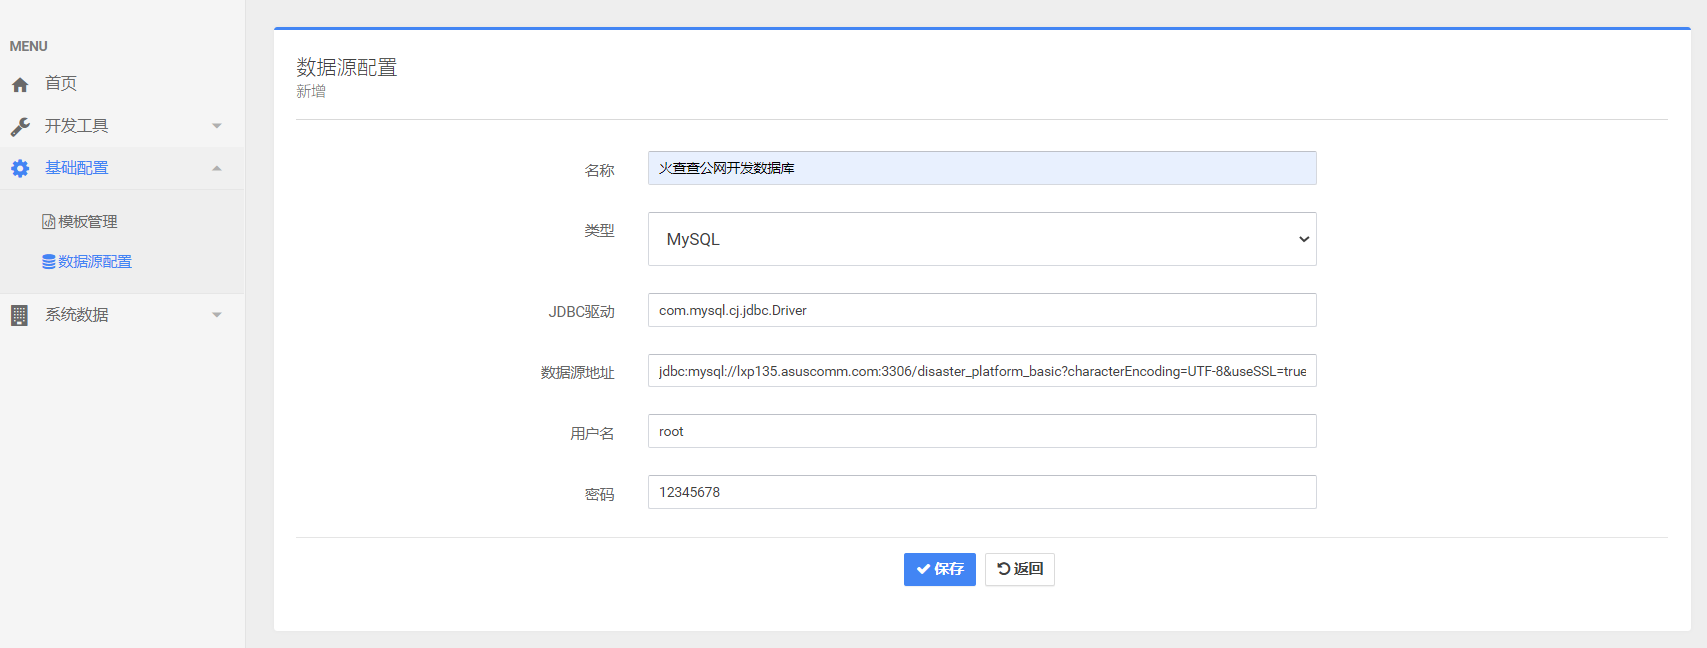 MENU
首页
开发工具
基础配置
模板管理
数据源配置
系统数据
数据源配置
新增
名称
火查查公网开发数据库
类型
MySQL
JDBC驱动
com.mysql.cj.jdbc.Driver
数据源地址
jdbc:mysql://lxp135.asuscomm.com:3306/disaster_platform_basic?characterEncoding=UTF-8&useSSL=true
用户名
root
密码
12345678
保存
返回